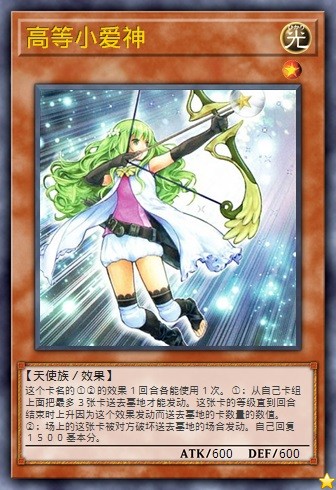 高等小爱神
光
【天使族／效果】
这个卡名的①②的效果1回合各能使用1次。①：从自己卡组
上面把最多3张卡送去墓地才能发动。这张卡的等级直到回合
结束时上升因为这个效果发动而送去墓地的卡数量的数值。
②：场上的这张卡被对方破坏送去墓地的场合发动。自己回复
1500基本分。
ATK/600 DEF/600